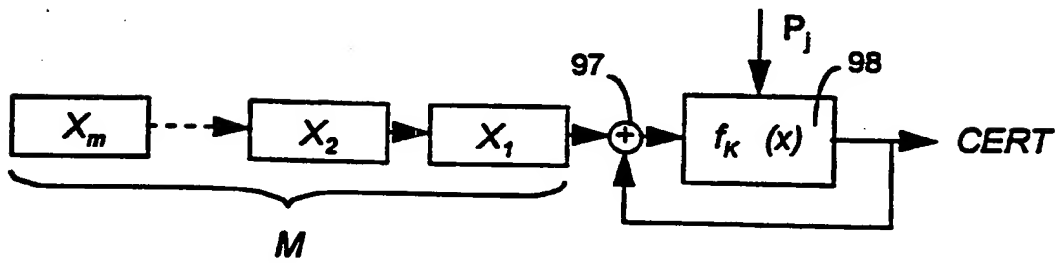 P_j
97
98
X_m
X_2
X_1
+
f_K (x)
CERT
M